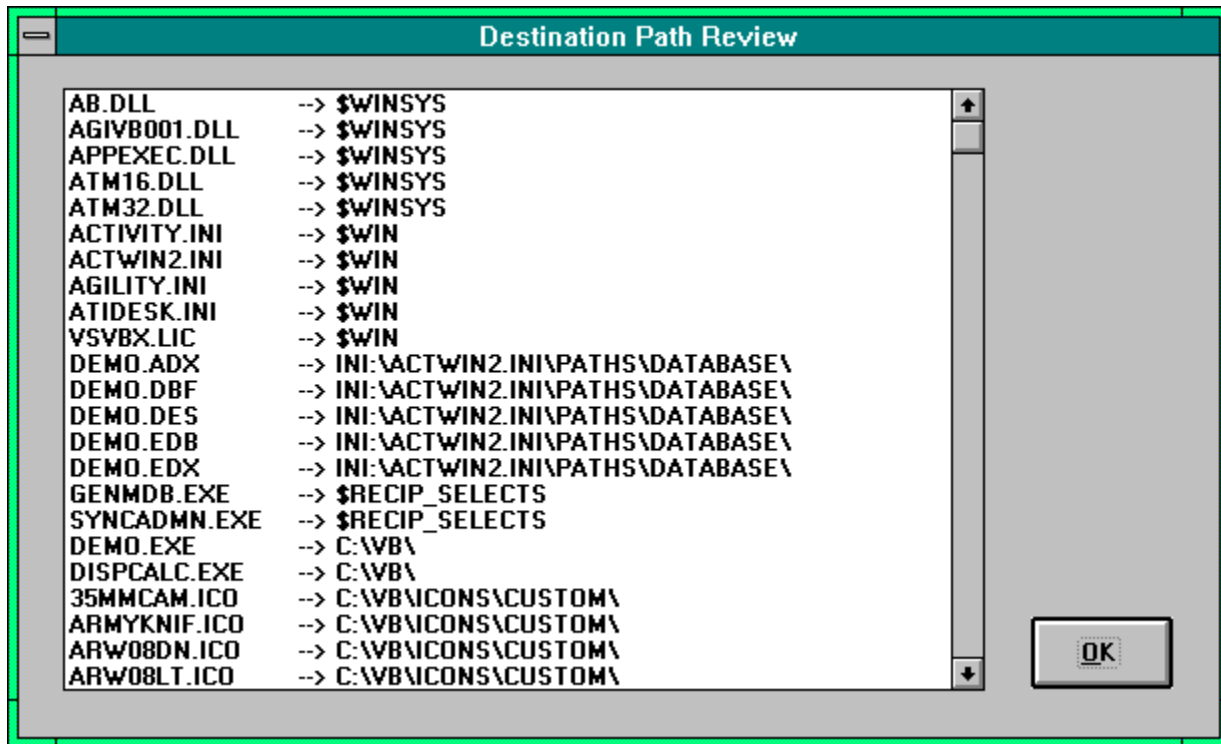 Destination Path Review
AB.DLL --> $WINSYS
AGIVB001.DLL --> $WINSYS
APPEXEC.DLL --> $WINSYS
ATM16.DLL --> $WINSYS
ATM32.DLL --> $WINSYS
ACTIVITY.INI --> $WIN
ACTWIN2.INI --> $WIN
AGILITY.INI --> $WIN
ATIDESK.INI --> $WIN
VSVBX.LIC --> $WIN
DEMO.ADX --> INI:\ACTWIN2.INI\PATHS\DATABASE\
DEMO.DBF --> INI:\ACTWIN2.INI\PATHS\DATABASE\
DEMO.DES --> INI:\ACTWIN2.INI\PATHS\DATABASE\
DEMO.EDB --> INI:\ACTWIN2.INI\PATHS\DATABASE\
DEMO.EDX --> INI:\ACTWIN2.INI\PATHS\DATABASE\
GENMDB.EXE --> $RECIP_SELECTS
SYNCADMN.EXE --> $RECIP_SELECTS
DEMO.EXE --> C:\VB\
DISPCALC.EXE --> C:\VB\
35MMCAM.ICO --> C:\VB\ICONS\CUSTOM\
ARMYKNIF.ICO --> C:\VB\ICONS\CUSTOM\
ARW08DN.ICO --> C:\VB\ICONS\CUSTOM\
ARW08LT.ICO --> C:\VB\ICONS\CUSTOM\
OK